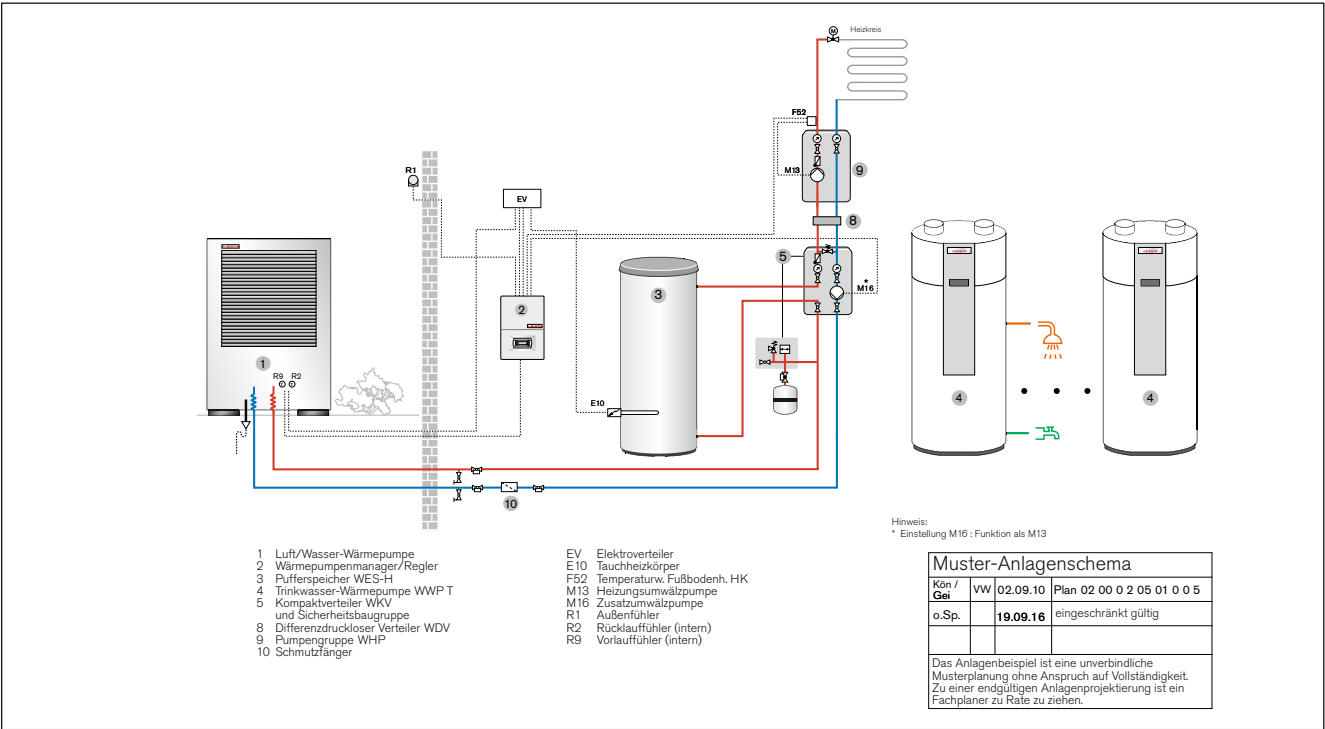 Heizkreis
M
F52
M13
9
R1
EV
8
5
*
M16
3
2
1
R9 R2
E10
4
4
10
Hinweis:
* Einstellung M16 : Funktion als M13
1 Luft/Wasser-Wärmepumpe
2 Wärmepumpenmanager/Regler
3 Pufferspeicher WES-H
4 Trinkwasser-Wärmepumpe WWP T
5 Kompaktverteiler WKV
und Sicherheitsbaugruppe
8 Differenzdruckloser Verteiler WDV
9 Pumpengruppe WHP
10 Schmutzfänger
EV Elektroverteiler
E10 Tauchheizkörper
F52 Temperaturw. Fußbodenh. HK
M13 Heizungsumwälzpumpe
M16 Zusatzumwälzpumpe
R1 Außenfühler
R2 Rücklauffühler (intern)
R9 Vorlauffühler (intern)
Muster-Anlagenschema
Kön / Gei VW 02.09.10 Plan 02 00 0 2 05 01 0 0 5
o.Sp. 19.09.16 eingeschränkt gültig
Das Anlagenbeispiel ist eine unverbindliche
Musterplanung ohne Anspruch auf Vollständigkeit.
Zu einer endgültigen Anlagenprojektierung ist ein
Fachplaner zu Rate zu ziehen.